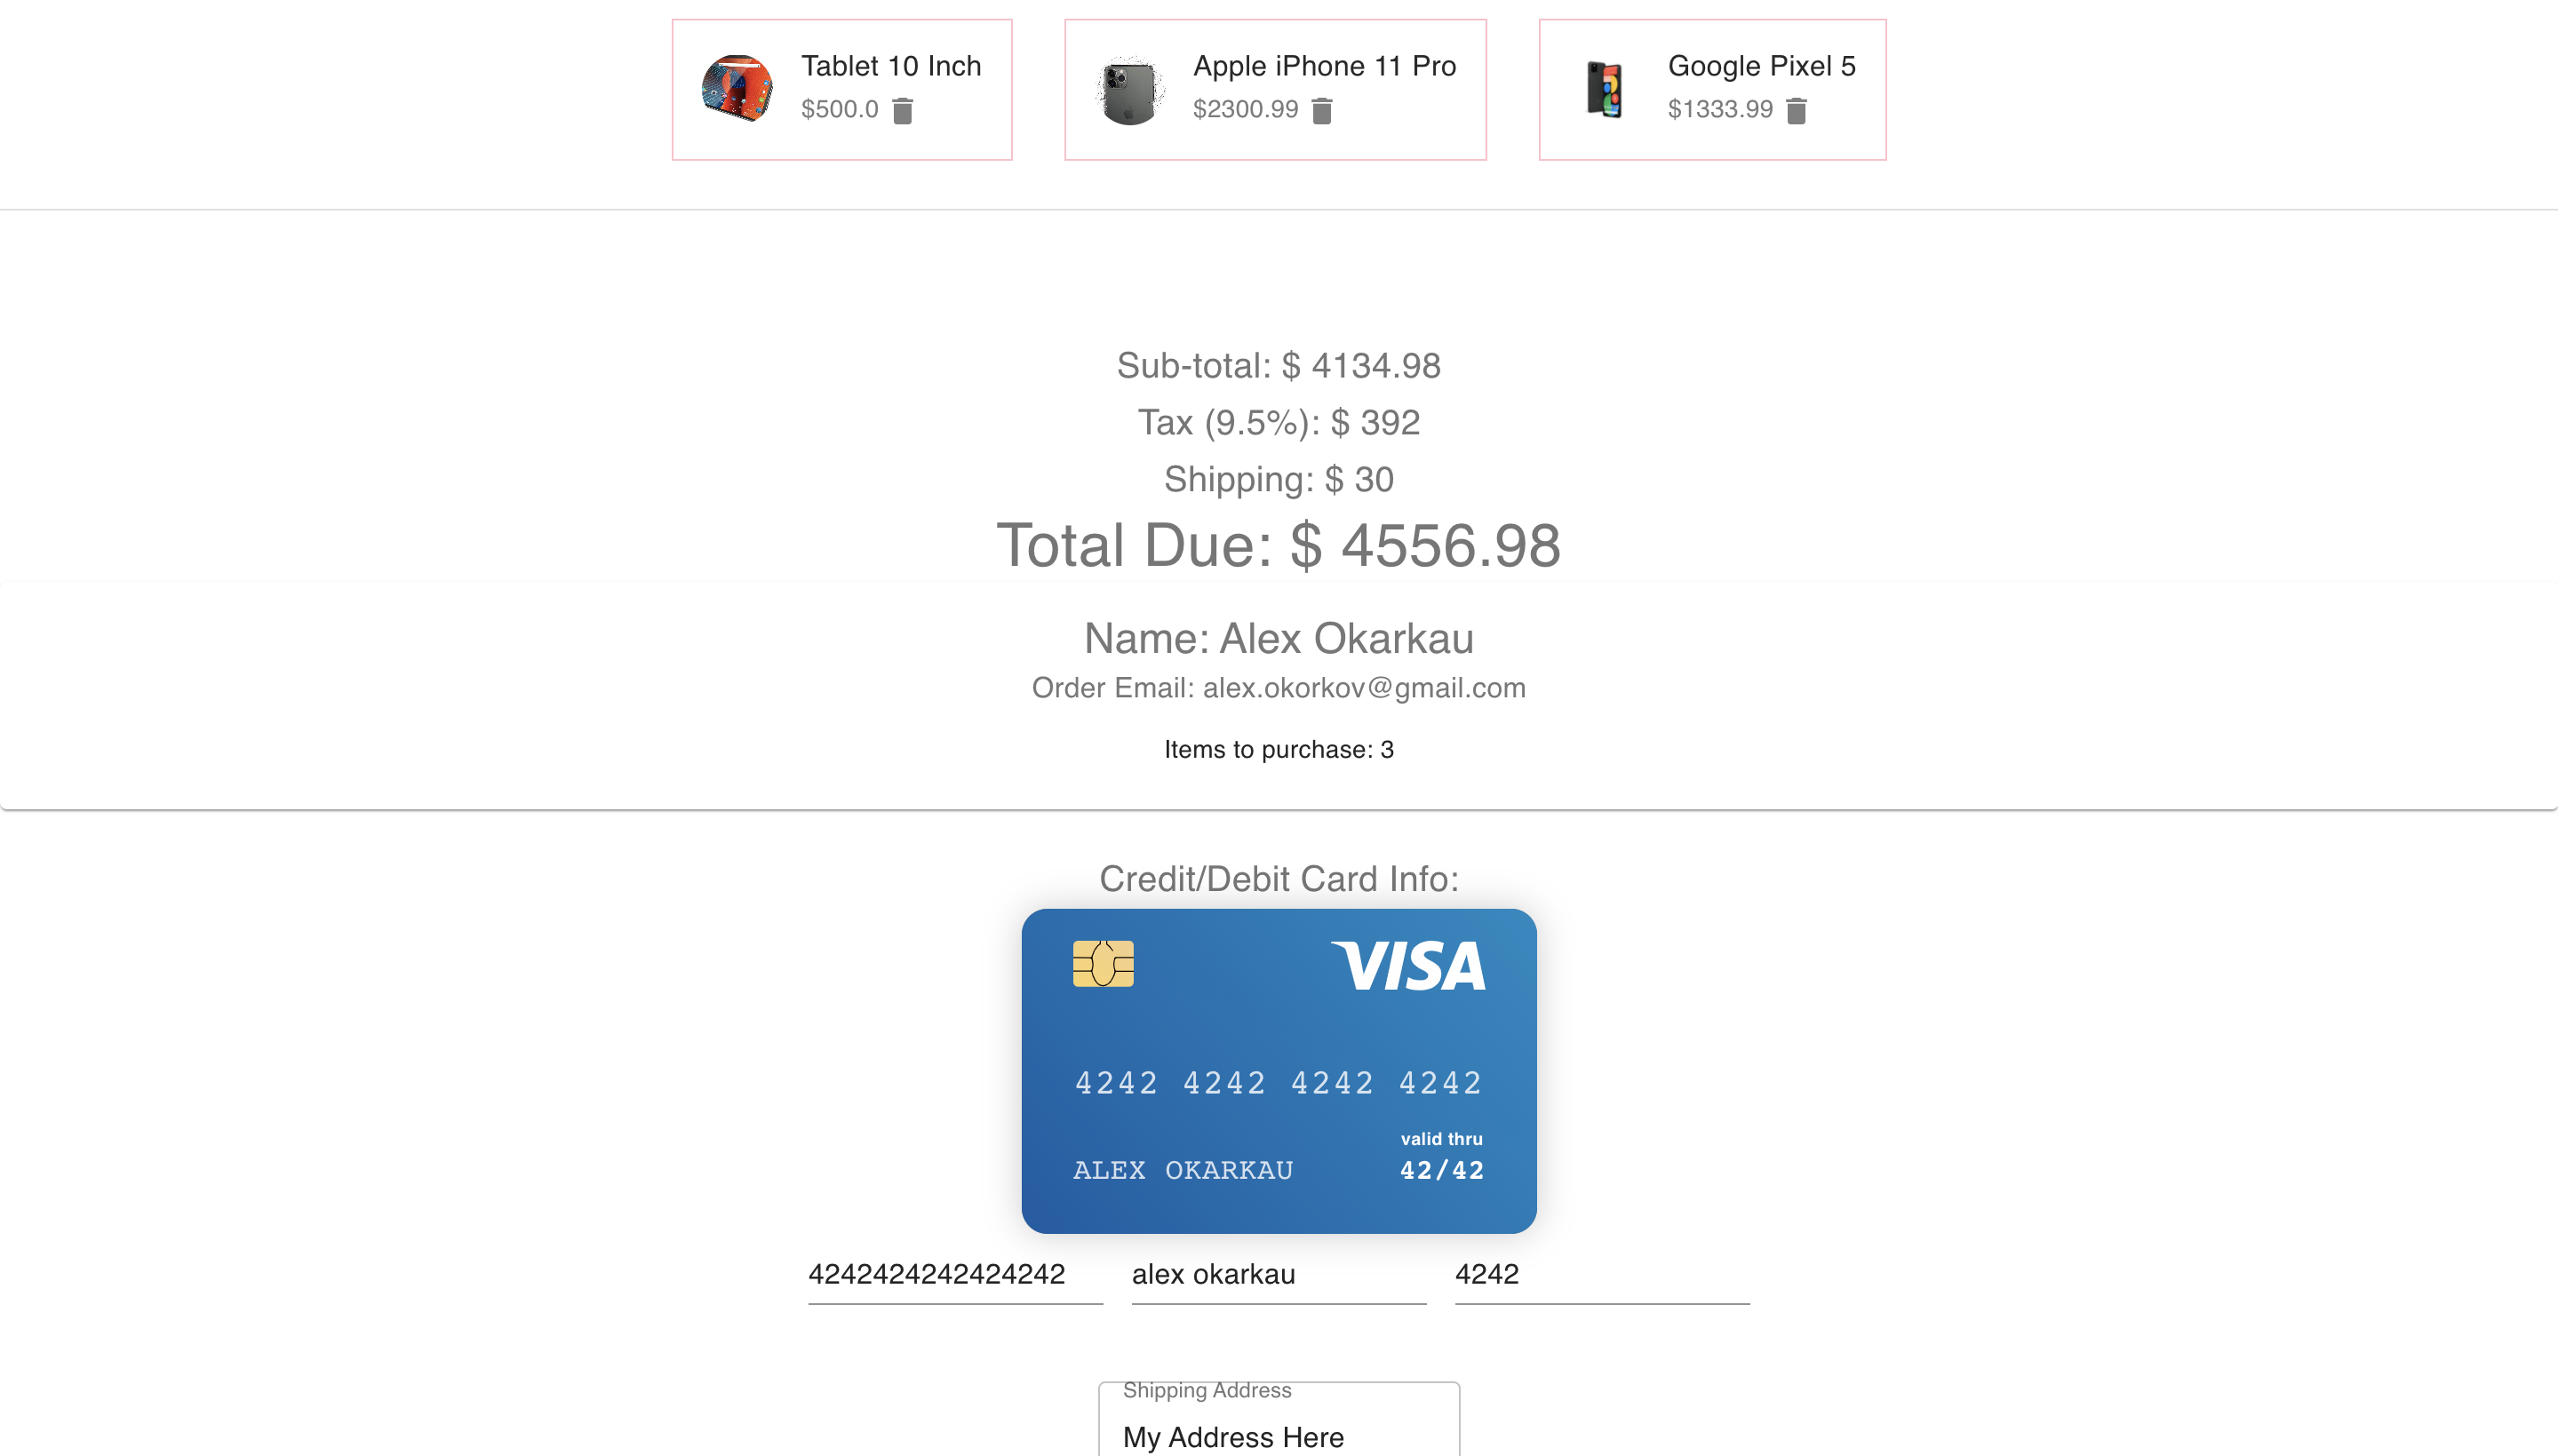 Tablet 10 Inch
$500.0
Apple iPhone 11 Pro
$2300.99
Google Pixel 5
$1333.99
Sub-total: $ 4134.98
Tax (9.5%): $ 392
Shipping: $ 30
Total Due: $ 4556.98
Name: Alex Okarkau
Order Email: alex.okorkov@gmail.com
Items to purchase: 3
Credit/Debit Card Info:
VISA
4242 4242 4242 4242
valid thru
ALEX OKARKAU 42/42
4242424242424242 alex okarkau 4242
Shipping Address
My Address Here